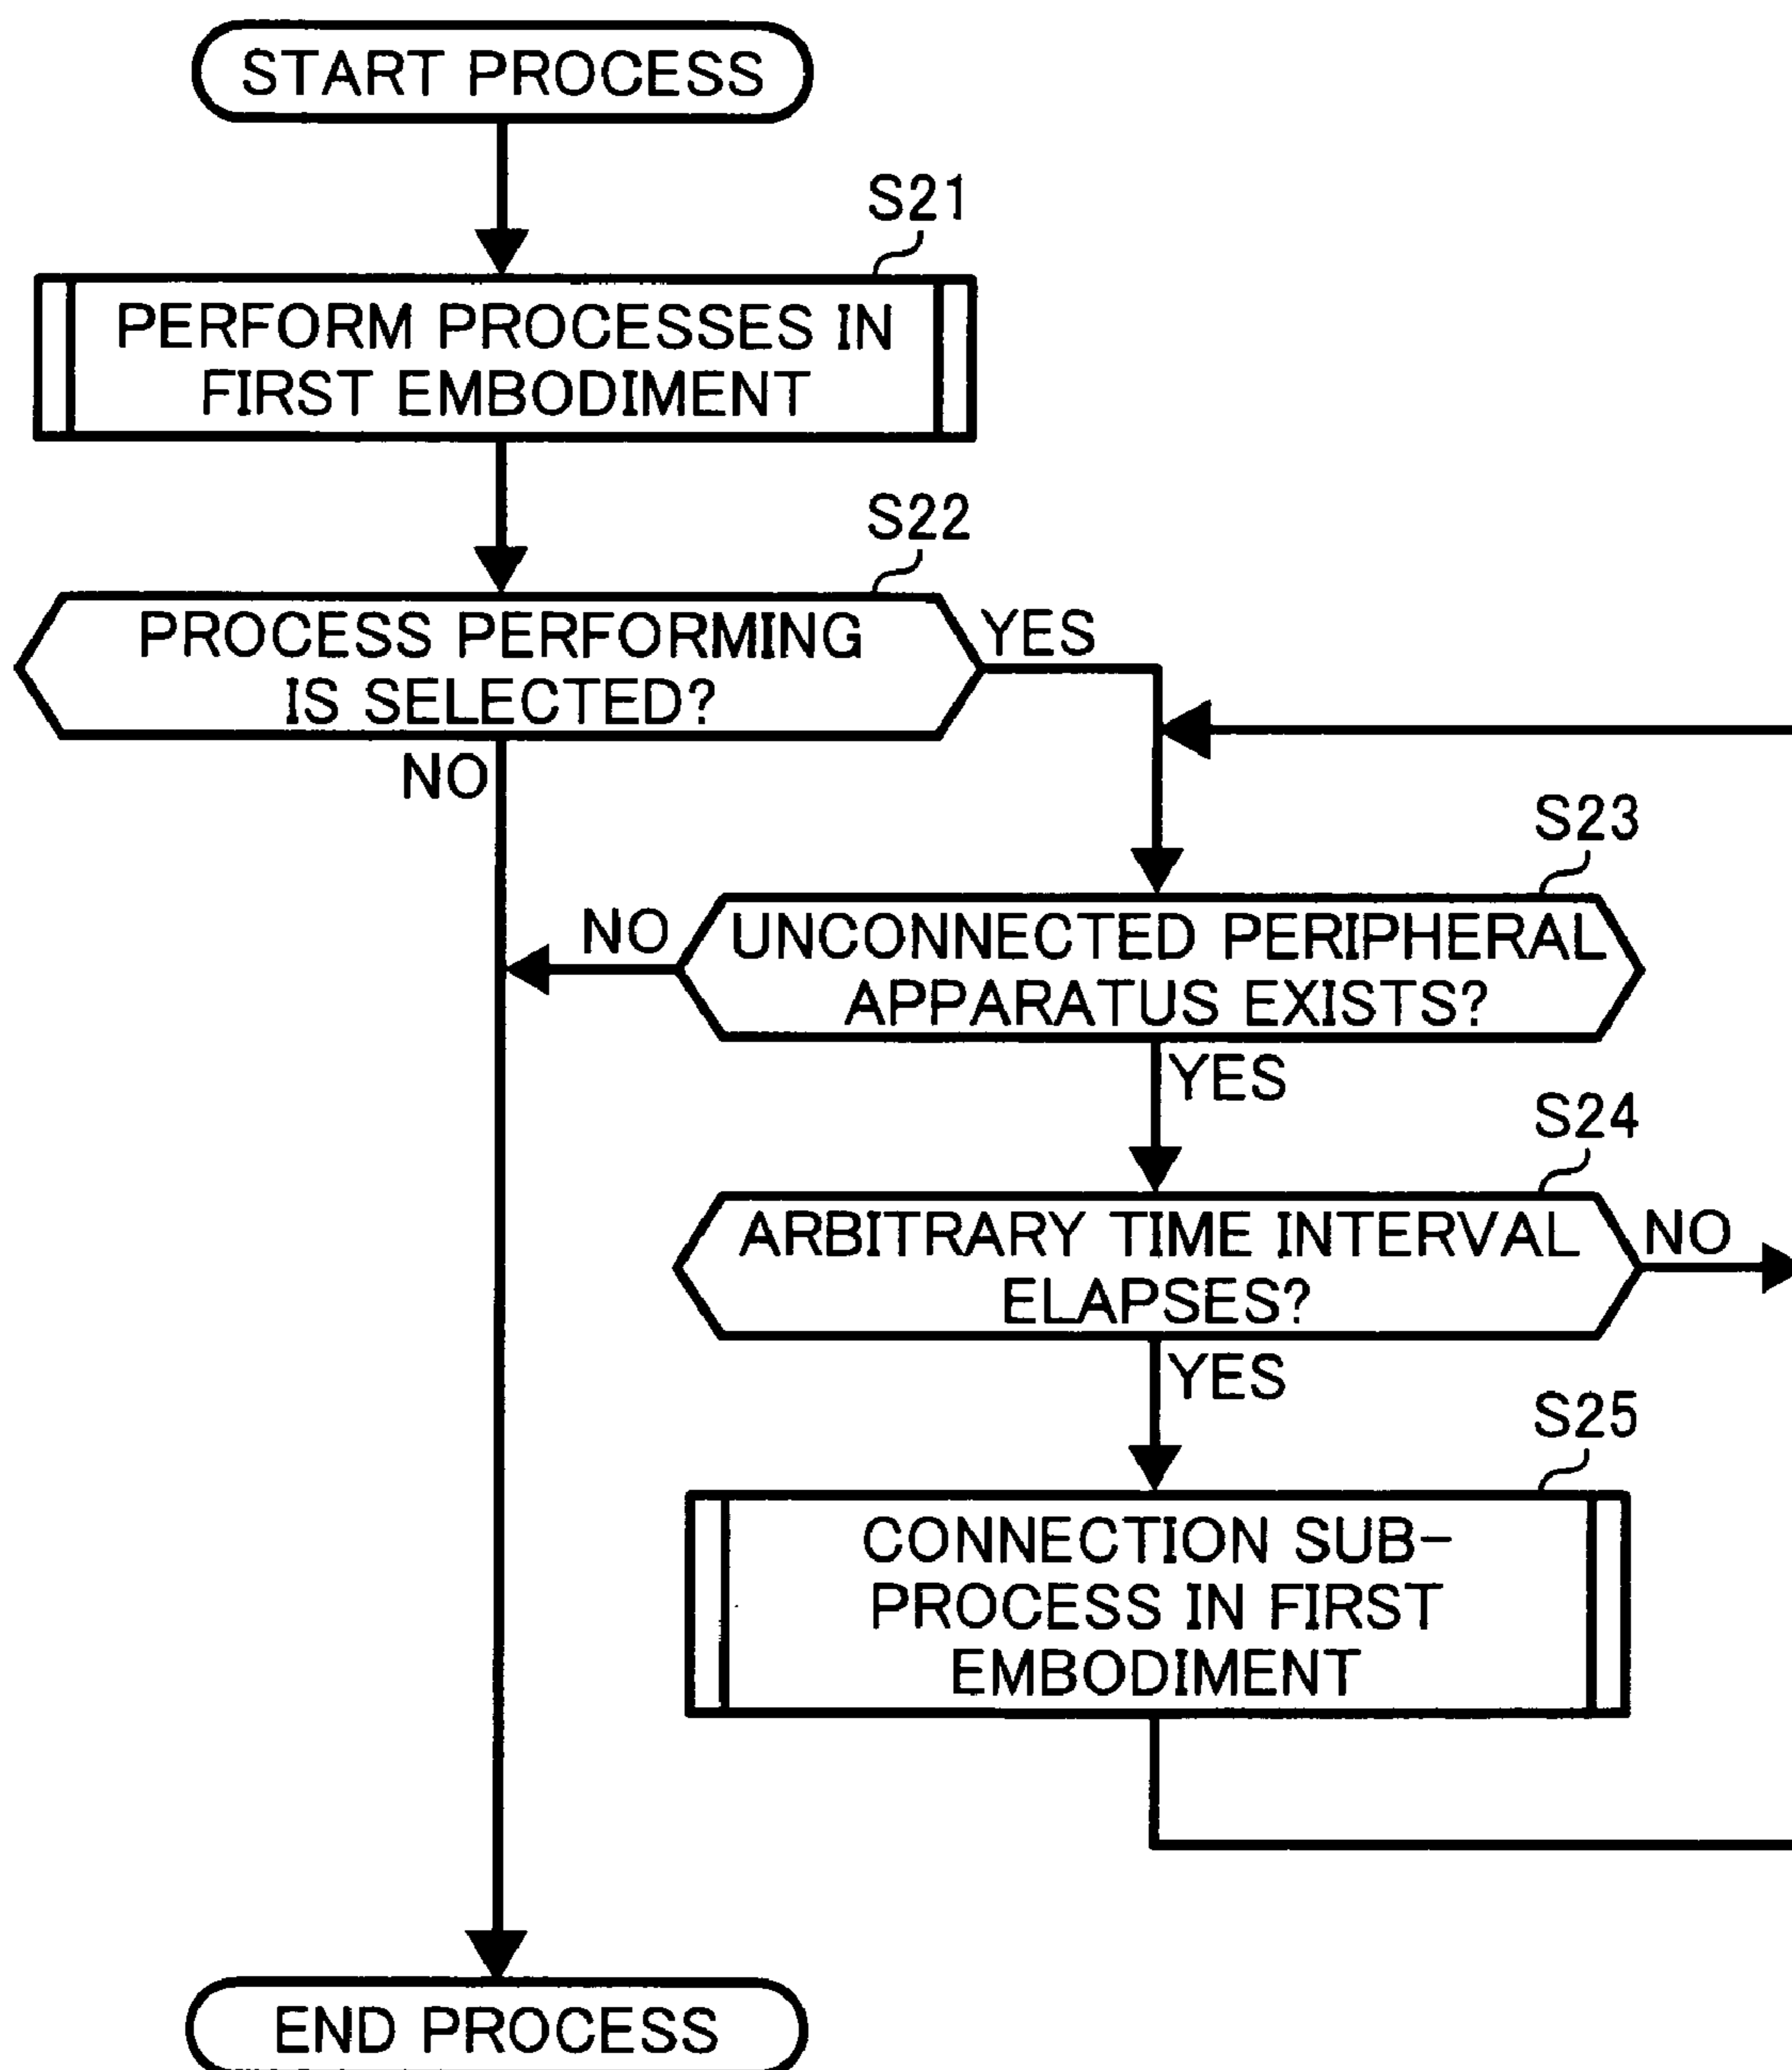 START PROCESS
S21
PERFORM PROCESSES IN
FIRST EMBODIMENT
S22
PROCESS PERFORMING
IS SELECTED?
YES
NO
S23
NO
UNCONNECTED PERIPHERAL
APPARATUS EXISTS?
YES
S24
ARBITRARY TIME INTERVAL
ELAPSES?
NO
YES
S25
CONNECTION SUB-
PROCESS IN FIRST
EMBODIMENT
END PROCESS